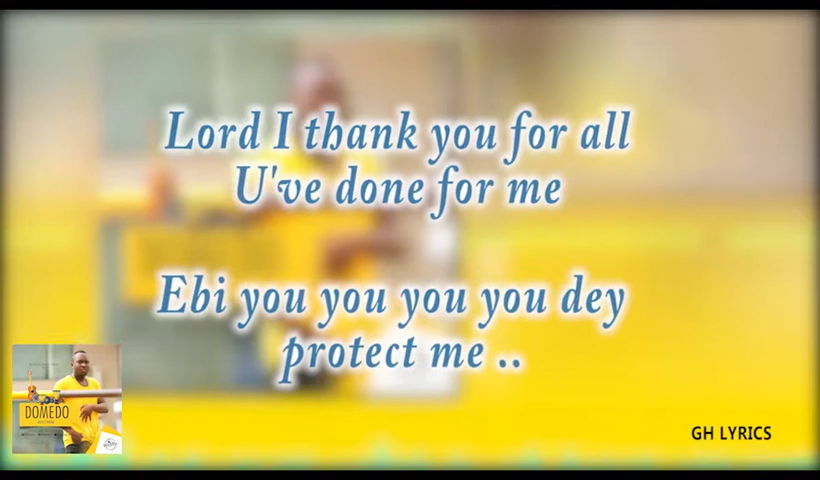 Lord I thank you for all
U've done for me
Ebi you you you you dey
protect me ..
DOMEDO
GH LYRICS